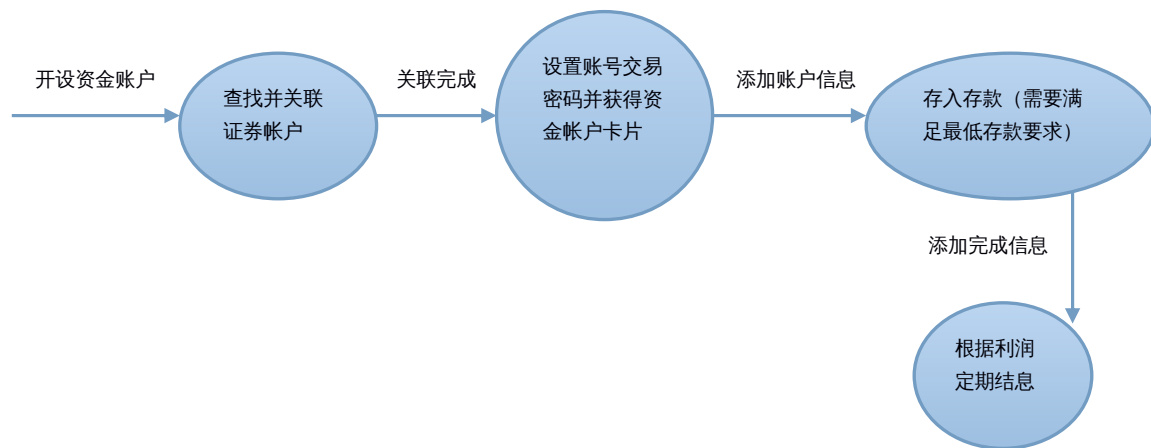 开设资金账户
查找并关联
证券帐户
关联完成
设置账号交易
密码并获得资
金帐户卡片
添加账户信息
存入存款（需要满
足最低存款要求）
添加完成信息
根据利润
定期结息